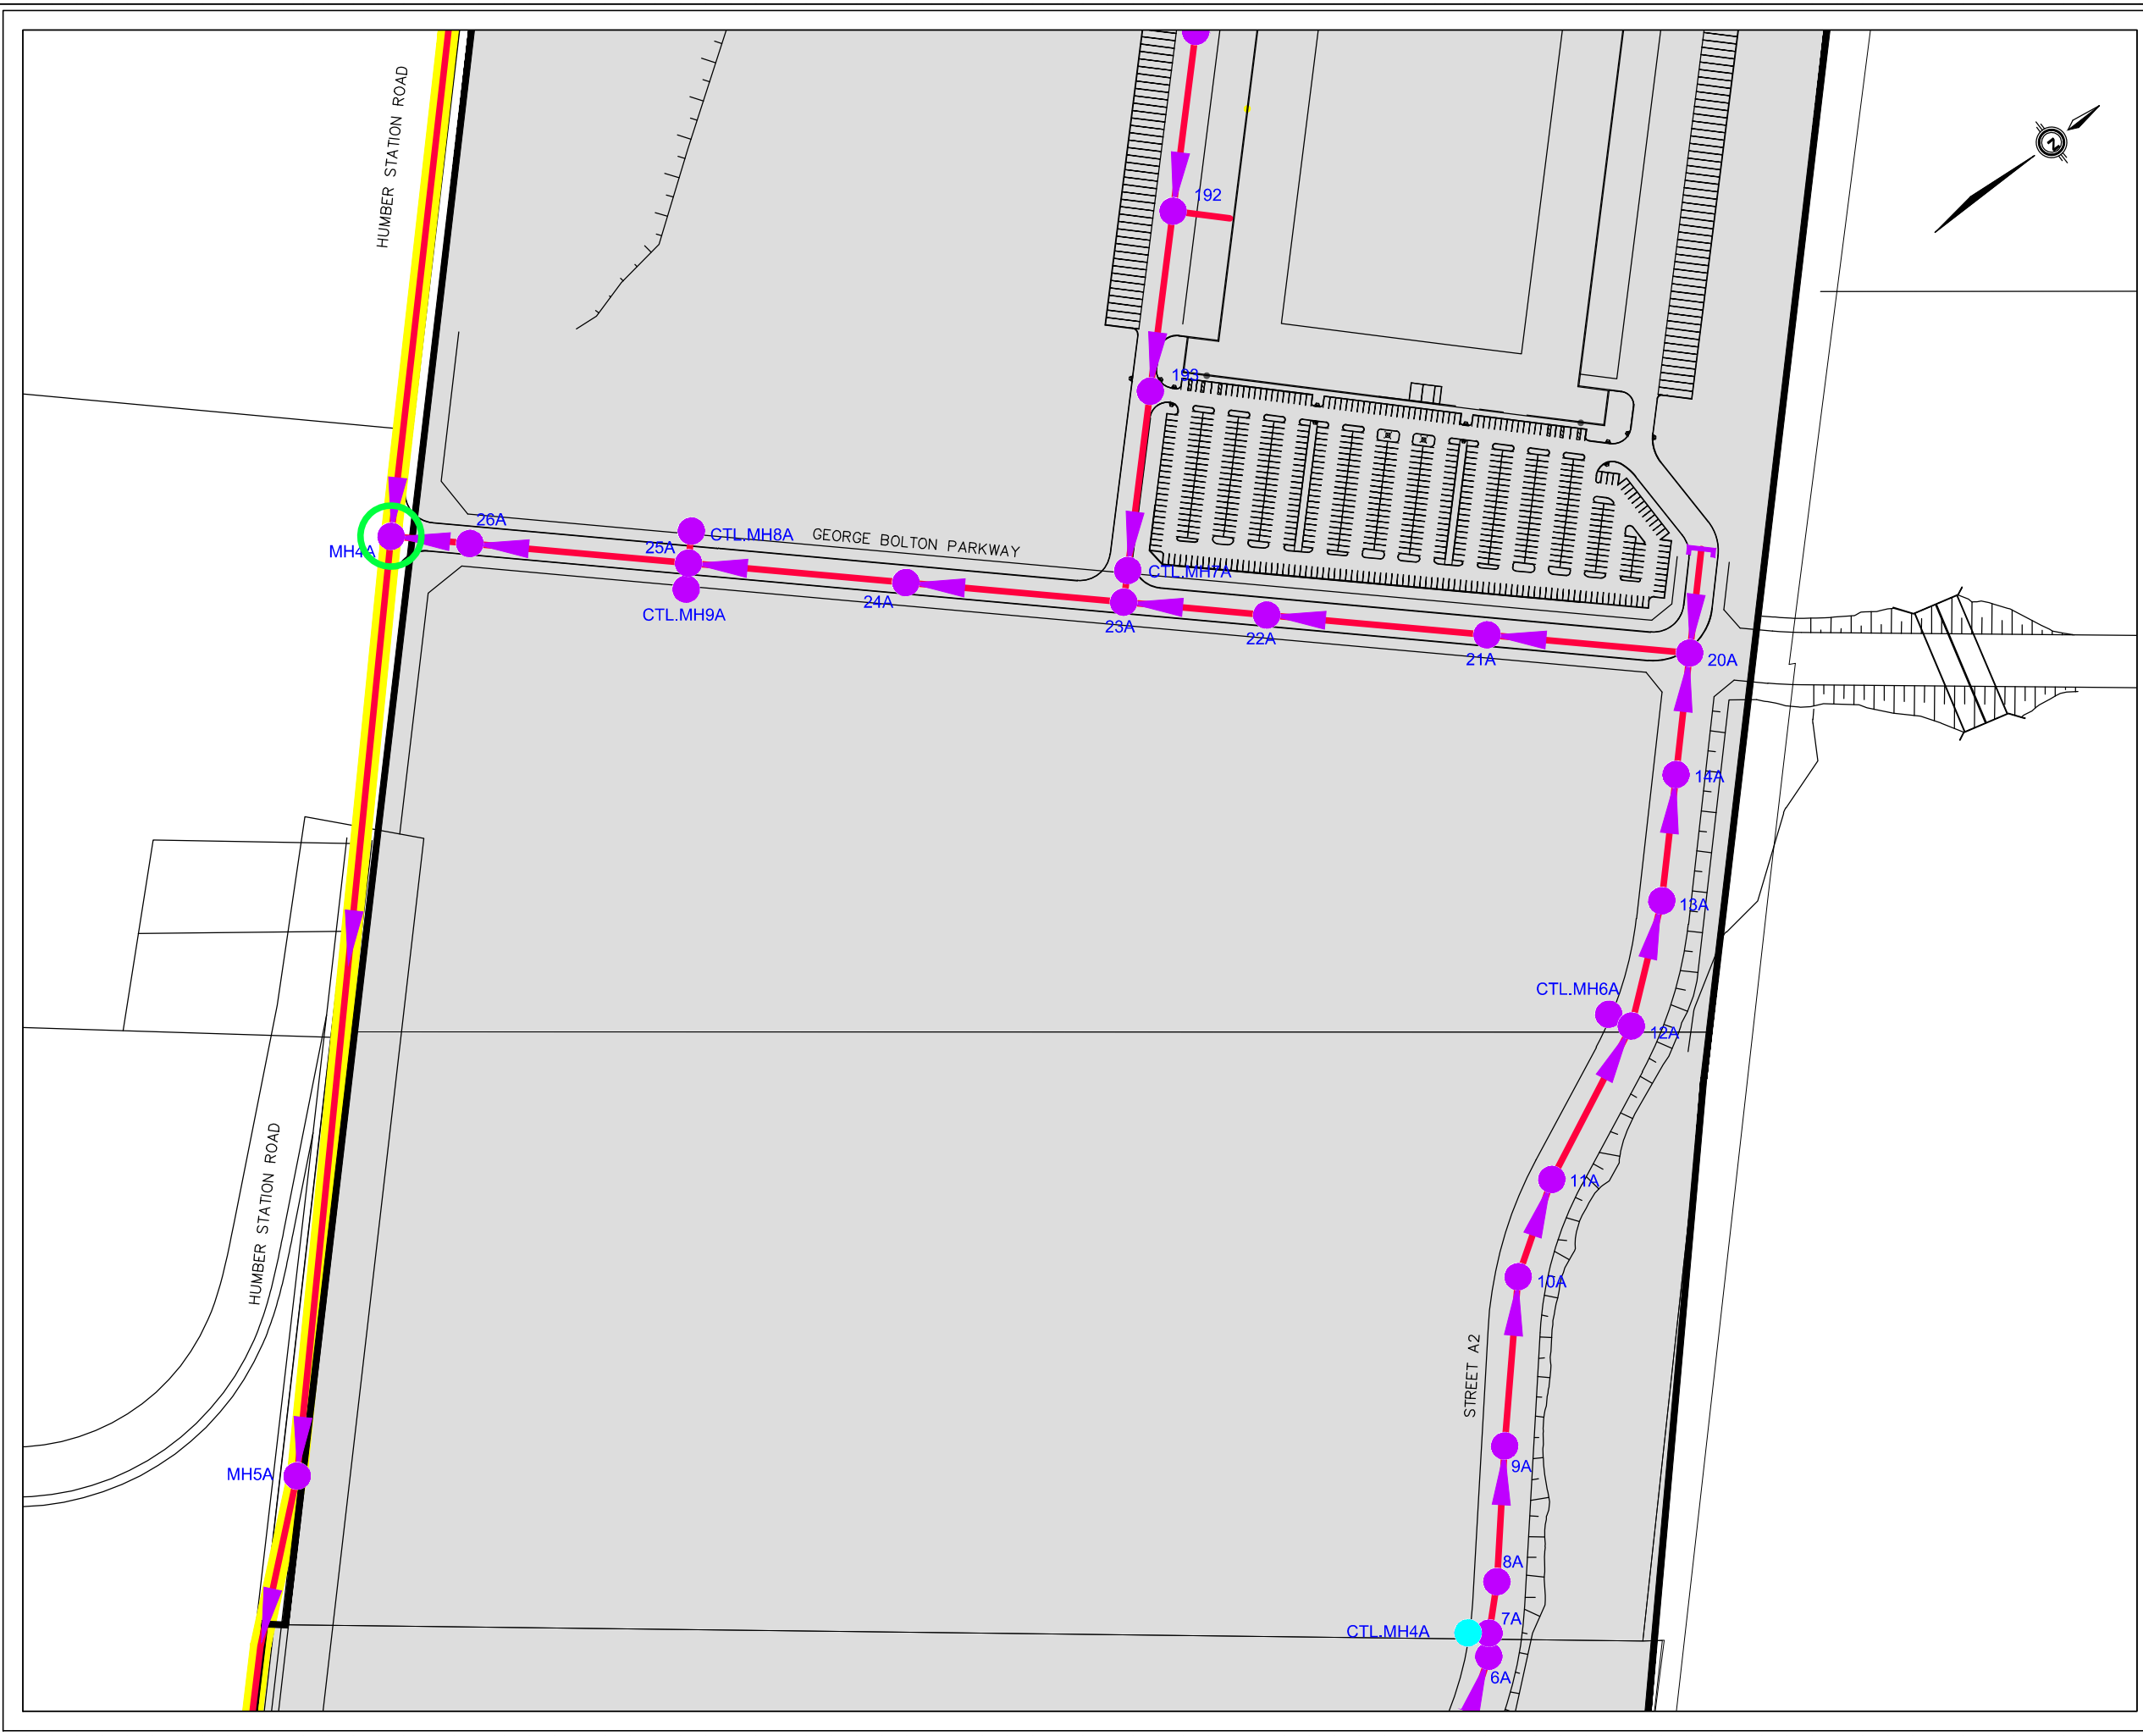 HUMBER STATION ROAD
192
193
26A
CTL.MH8A
GEORGE BOLTON PARKWAY
MH4A
25A
CTL.MH7A
24A
CTL.MH9A
23A
22A
21A
20A
14A
13A
CTL.MH6A
12A
HUMBER STATION ROAD
11A
10A
STREET A2
9A
MH5A
8A
7A
CTL.MH4A
6A
Z